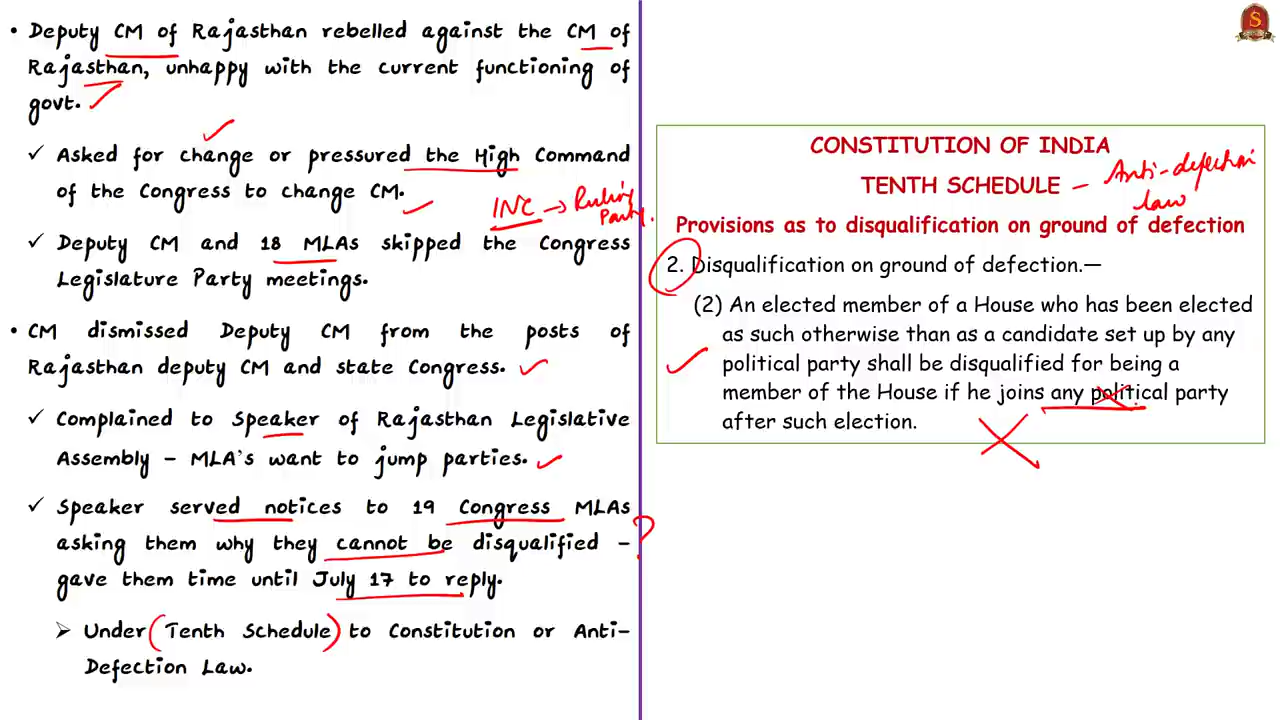 • Deputy CM of Rajasthan rebelled against the CM of
Rajasthan, unhappy with the current functioning of
govt.
✓ Asked for change or pressured the High Command
of the Congress to change CM.
INC → Ruling
Party.
✓ Deputy CM and 18 MLAs skipped the Congress
Legislature Party meetings.
• CM dismissed Deputy CM from the posts of
Rajasthan deputy CM and state Congress.
✓ Complained to Speaker of Rajasthan Legislative
Assembly – MLA's want to jump parties.
✓ Speaker served notices to 19 Congress MLAs
asking them why they cannot be disqualified –
gave them time until July 17 to reply.
?
➢ Under (Tenth Schedule) to Constitution or Anti-
Defection Law.
S
CONSTITUTION OF INDIA
TENTH SCHEDULE – Anti-defection
law
Provisions as to disqualification on ground of defection
2. Disqualification on ground of defection.—
(2) An elected member of a House who has been elected
as such otherwise than as a candidate set up by any
political party shall be disqualified for being a
member of the House if he joins any political party
after such election.